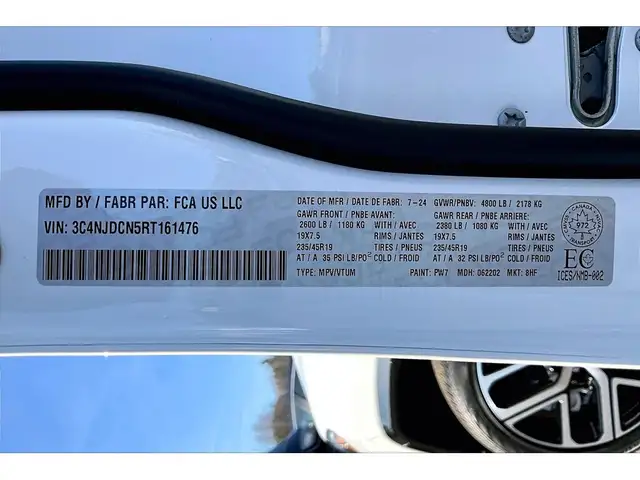 MFD BY / FABR PAR: FCA US LLC
VIN: 3C4NJDCN5RT161476
DATE OF MFR / DATE DE FABR: 7-24
GAWR FRONT / PNBE AVANT:
2600 LB / 1180 KG
19X7.5 RIMS / JANTES
235/45R19 TIRES / PNEUS
AT / A 35 PSI LB/PO² COLD / FROID
TYPE: MPV/VTUM
GVWR/PNBV: 4800 LB / 2178 KG
GAWR REAR / PNBE ARRIERE:
2380 LB / 1080 KG
19X7.5 RIMS / JANTES
235/45R19 TIRES / PNEUS
AT / A 32 PSI LB/PO² COLD / FROID
PAINT: PW7 MDH: 062202 MKT: 8HF
CANADA
972
EC
ICES/NMB-002